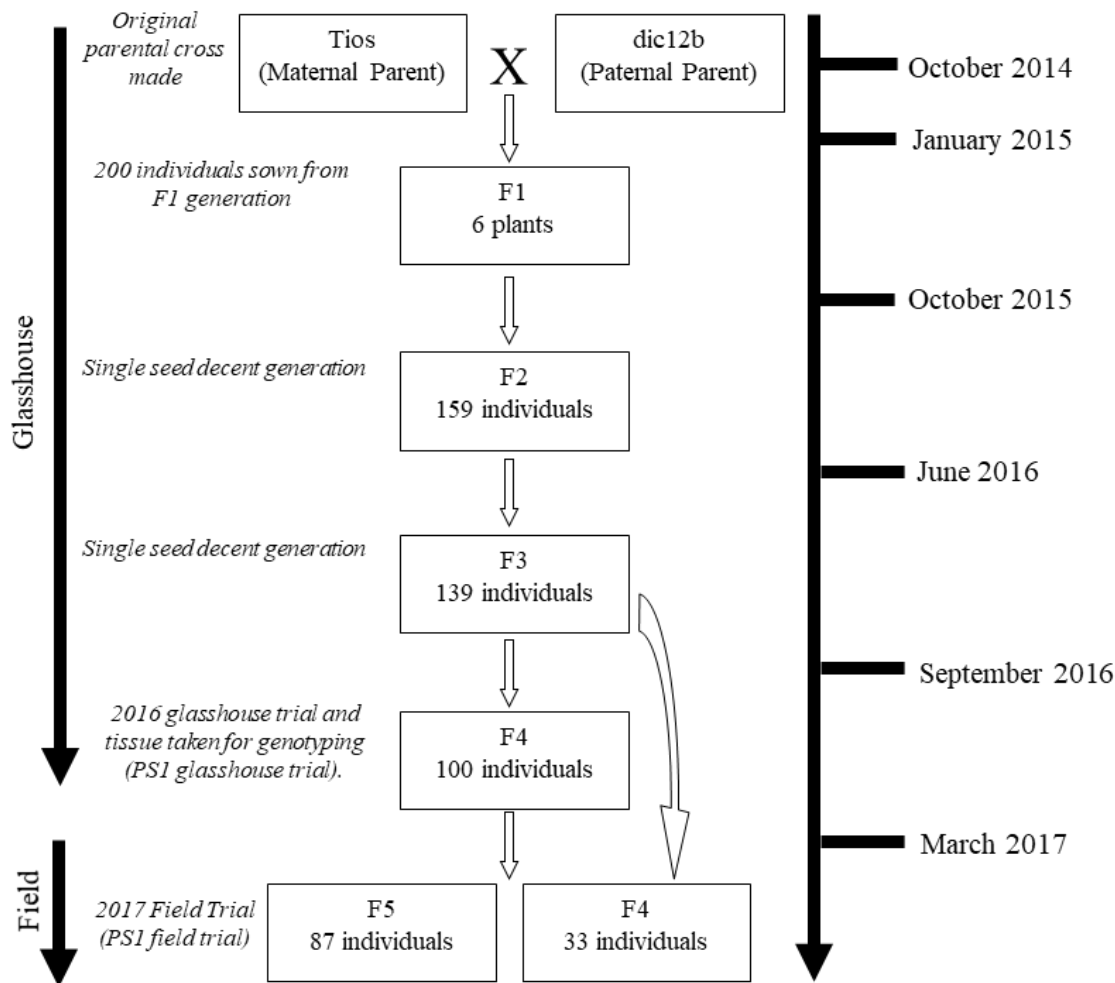 Original
parental cross
made
Tios
(Maternal Parent)
X
dic12b
(Paternal Parent)
October 2014
January 2015
200 individuals sown from
F1 generation
F1
6 plants
October 2015
Glasshouse
Single seed decent generation
F2
159 individuals
June 2016
Single seed decent generation
F3
139 individuals
September 2016
2016 glasshouse trial and
tissue taken for genotyping
(PS1 glasshouse trial).
F4
100 individuals
March 2017
Field
2017 Field Trial
(PS1 field trial)
F5
87 individuals
F4
33 individuals